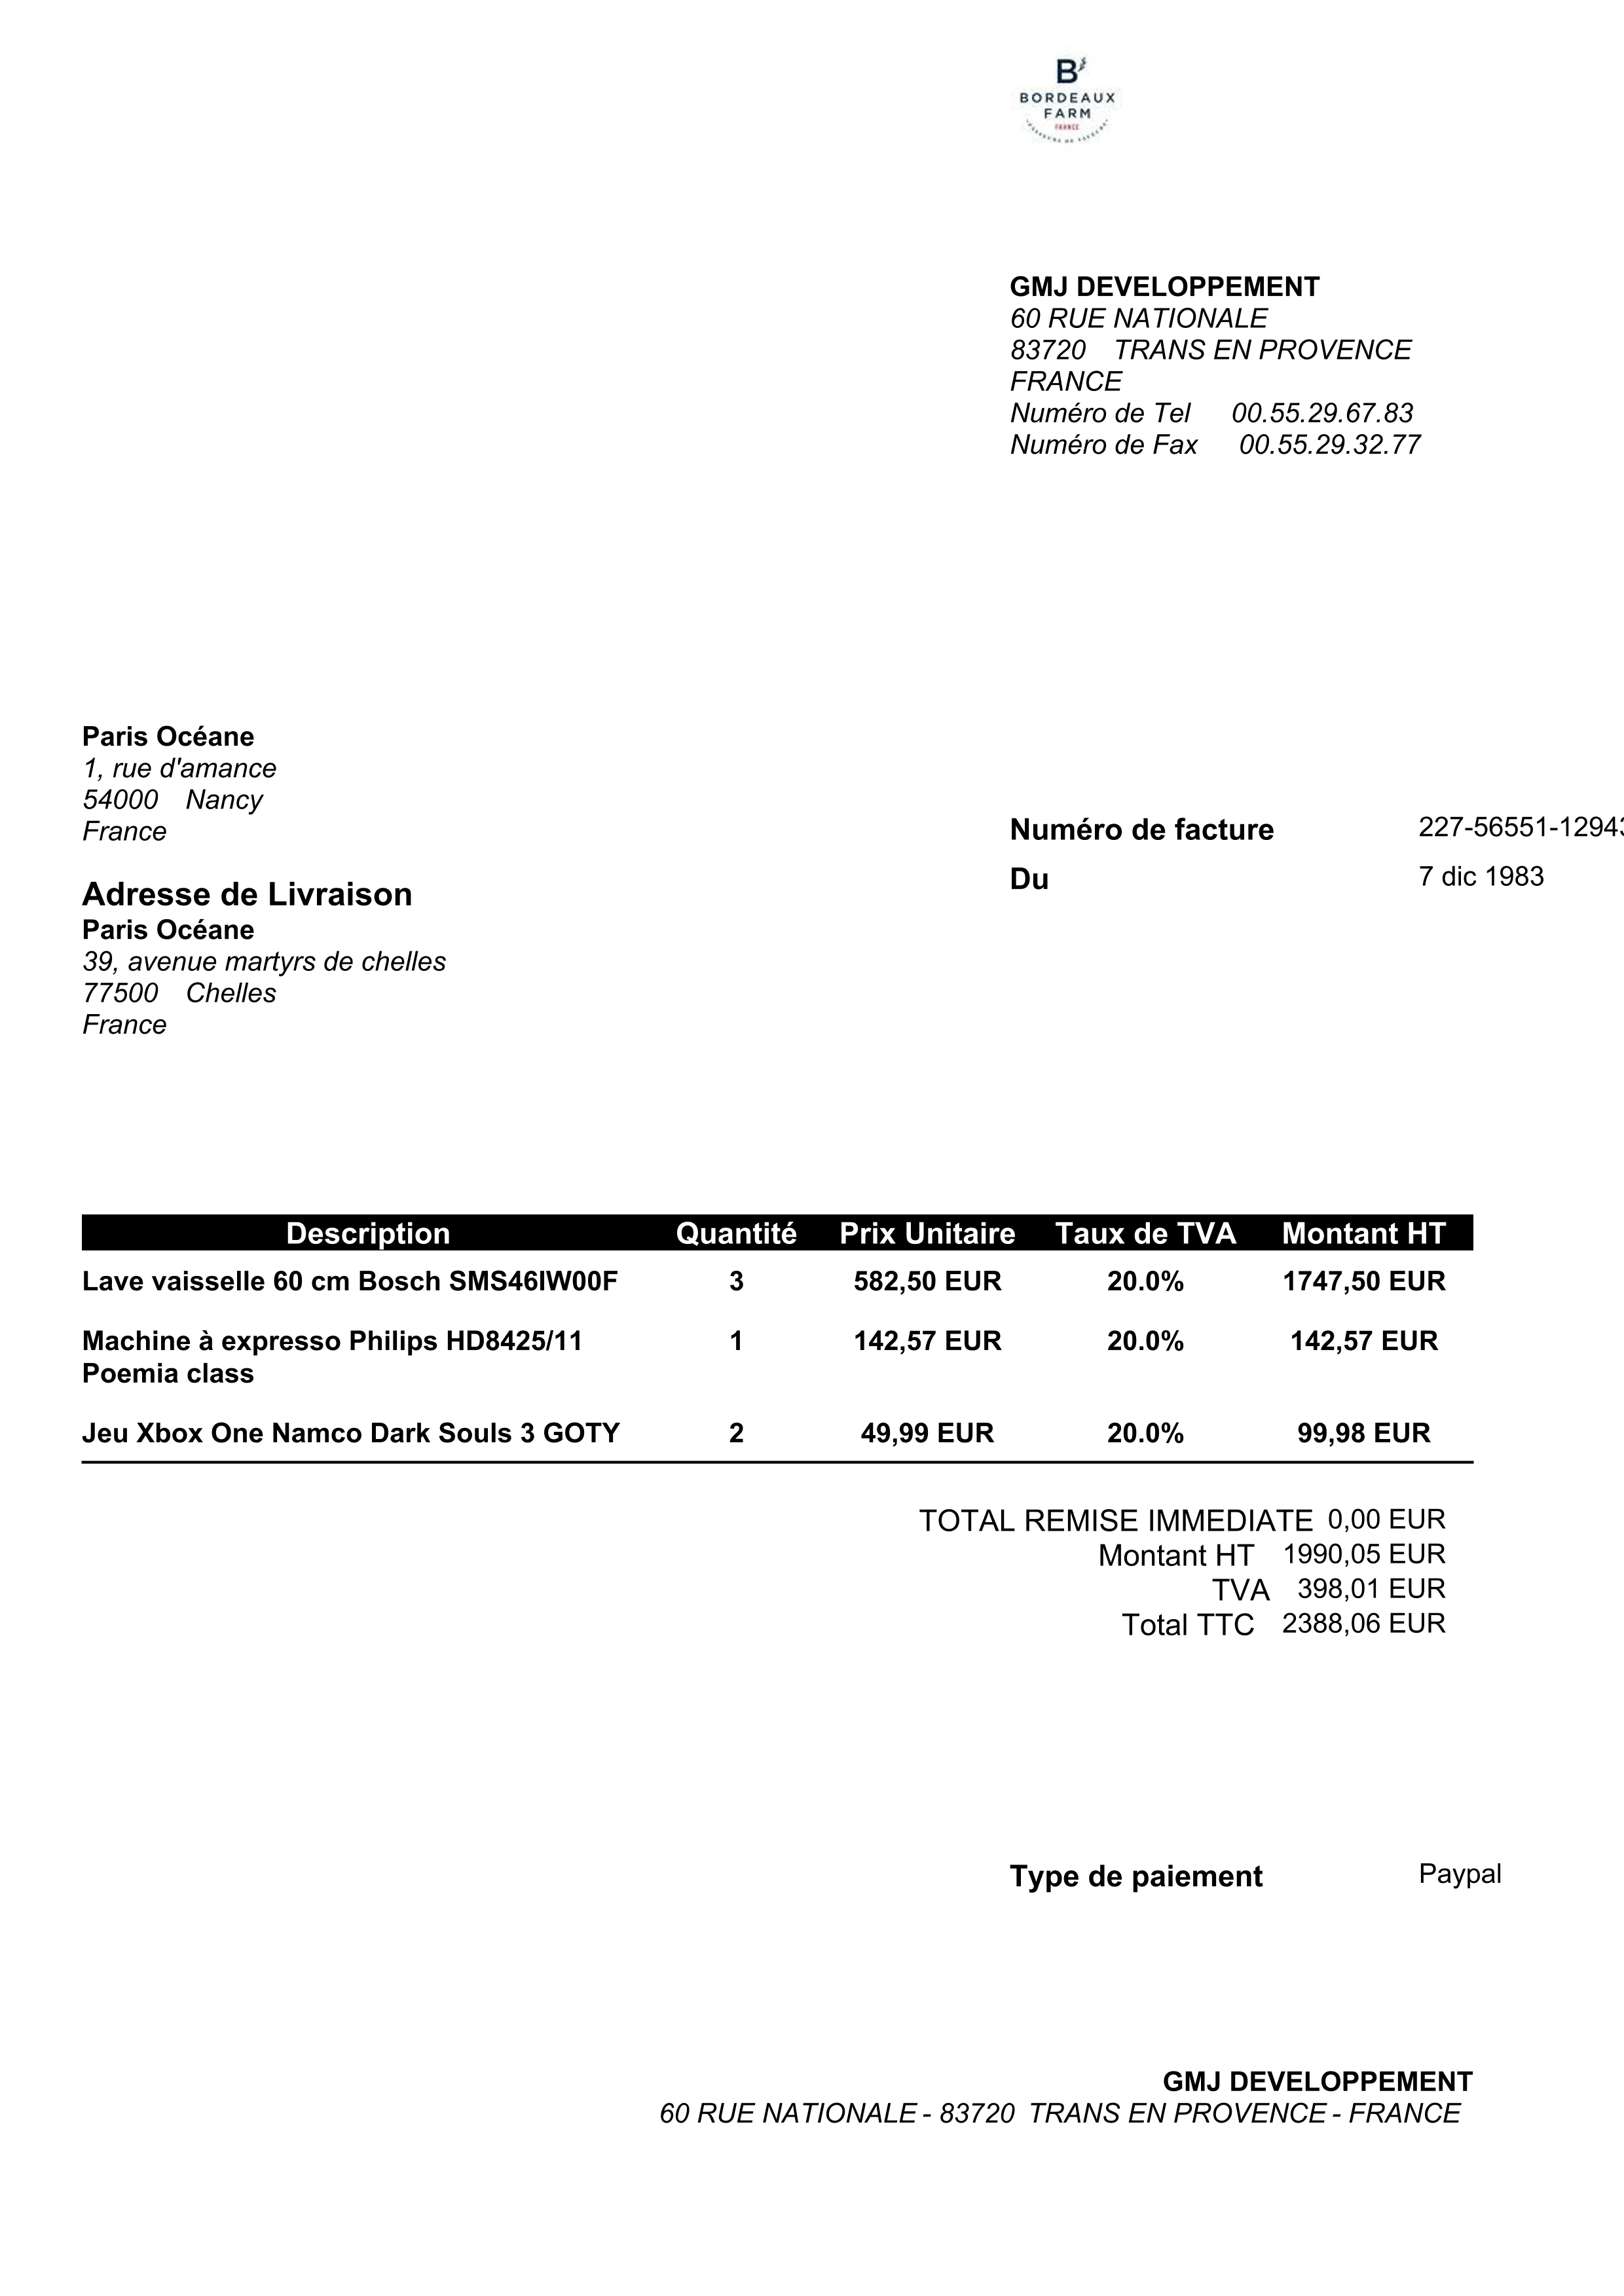 B
BORDEAUX
FARM
FRANCE
GMJ DEVELOPPEMENT
60 RUE NATIONALE
83720 TRANS EN PROVENCE
FRANCE
Numéro de Tel 00.55.29.67.83
Numéro de Fax 00.55.29.32.77
Paris Océane
1, rue d'amance
54000 Nancy
France
Numéro de facture 227-56551-12943
Du 7 dic 1983
Adresse de Livraison
Paris Océane
39, avenue martyrs de chelles
77500 Chelles
France
Description Quantité Prix Unitaire Taux de TVA Montant HT
Lave vaisselle 60 cm Bosch SMS46IW00F 3 582,50 EUR 20.0% 1747,50 EUR
Machine à expresso Philips HD8425/11 1 142,57 EUR 20.0% 142,57 EUR
Poemia class
Jeu Xbox One Namco Dark Souls 3 GOTY 2 49,99 EUR 20.0% 99,98 EUR
TOTAL REMISE IMMEDIATE 0,00 EUR
Montant HT 1990,05 EUR
TVA 398,01 EUR
Total TTC 2388,06 EUR
Type de paiement Paypal
GMJ DEVELOPPEMENT
60 RUE NATIONALE - 83720 TRANS EN PROVENCE - FRANCE